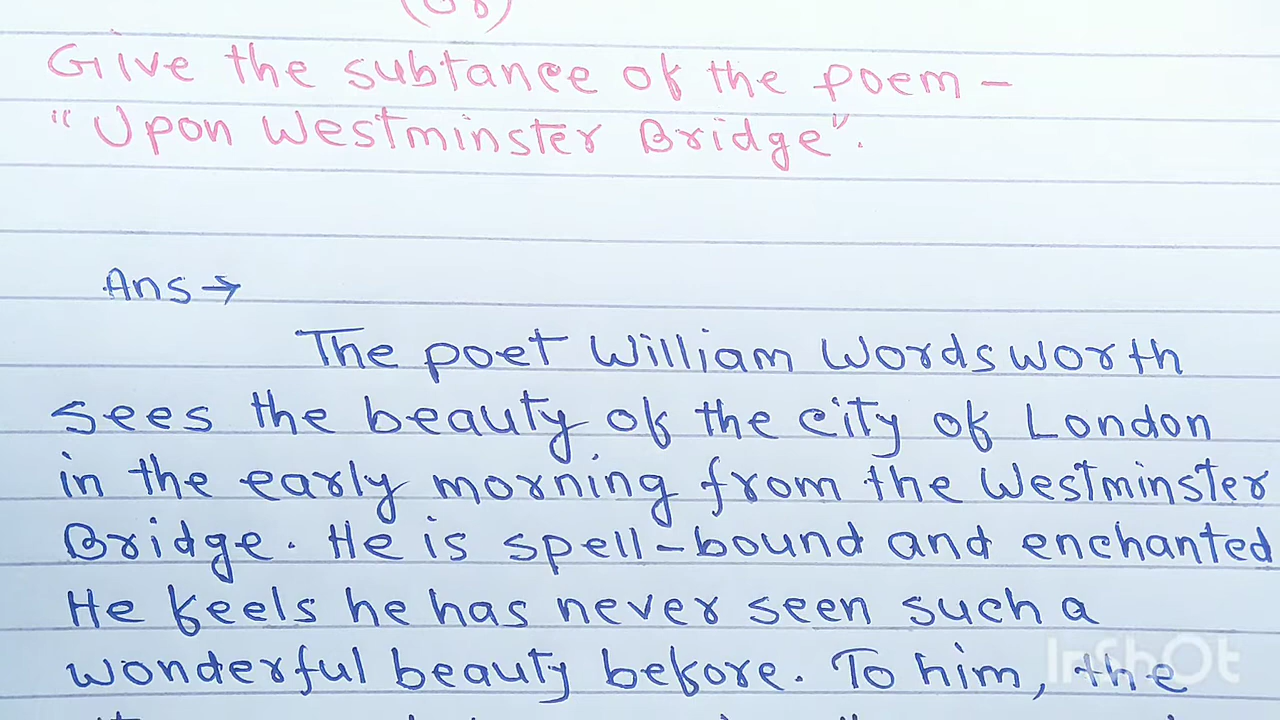 (Or)
Give the subtance of the poem –
"Upon Westminster Bridge".
Ans →
The poet William Wordsworth
sees the beauty of the city of London
in the early morning from the Westminster
Bridge. He is spell-bound and enchanted
He feels he has never seen such a
wonderful beauty before. To him, the
InShOt